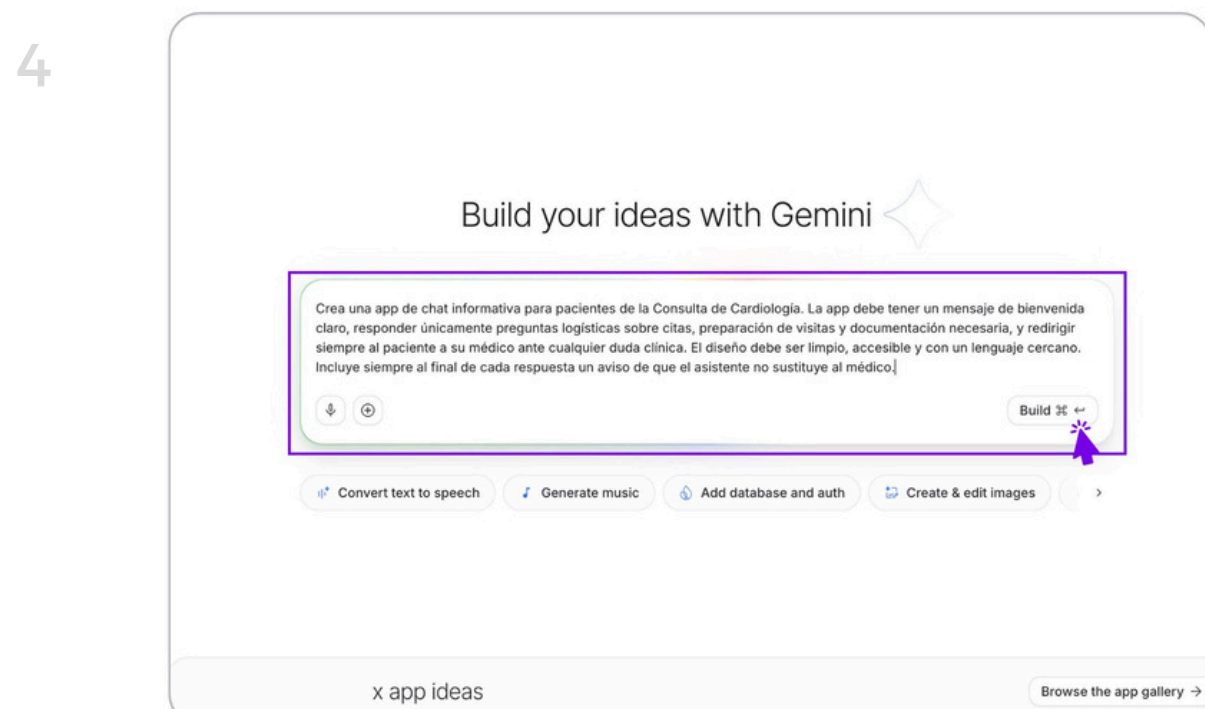 4
Build your ideas with Gemini
Crea una app de chat informativa para pacientes de la Consulta de Cardiología. La app debe tener un mensaje de bienvenida
claro, responder únicamente preguntas logísticas sobre citas, preparación de visitas y documentación necesaria, y redirigir
siempre al paciente a su médico ante cualquier duda clínica. El diseño debe ser limpio, accesible y con un lenguaje cercano.
Incluye siempre al final de cada respuesta un aviso de que el asistente no sustituye al médico.
Build ⌘ ↵
Convert text to speech
Generate music
Add database and auth
Create & edit images
x app ideas
Browse the app gallery →